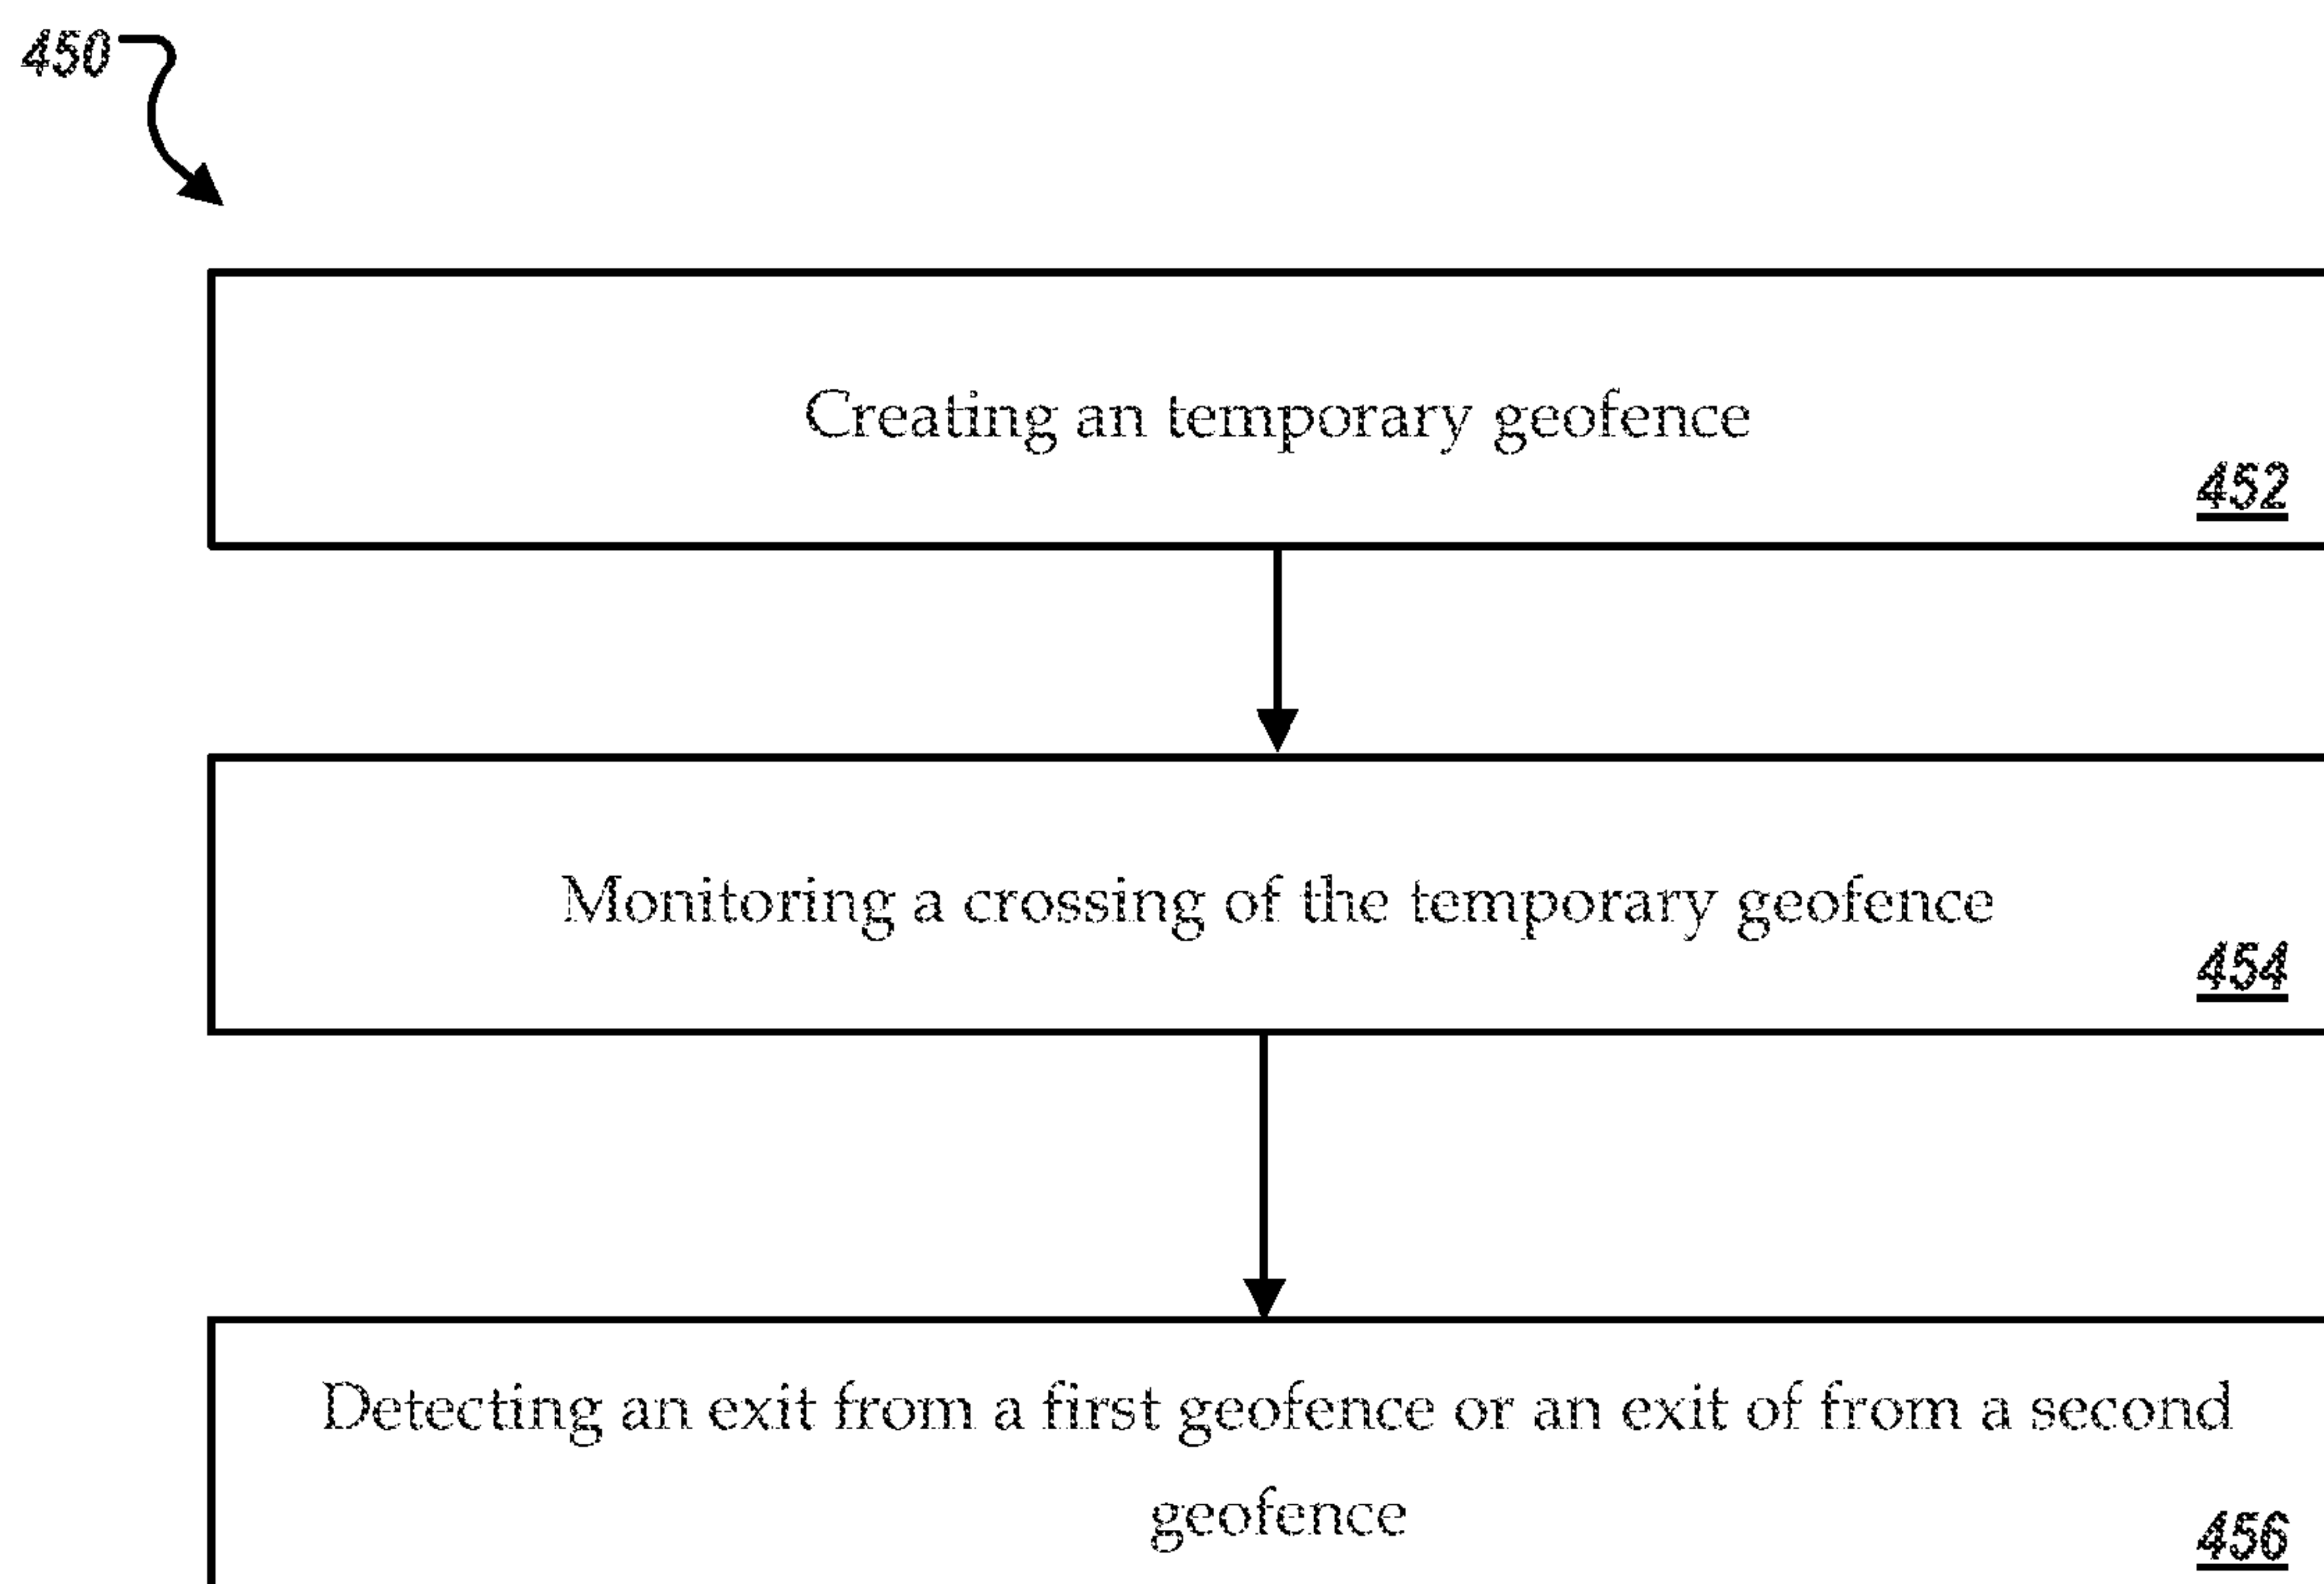 450
Creating an temporary geofence
452
Monitoring a crossing of the temporary geofence
454
Detecting an exit from a first geofence or an exit of from a second
geofence
456